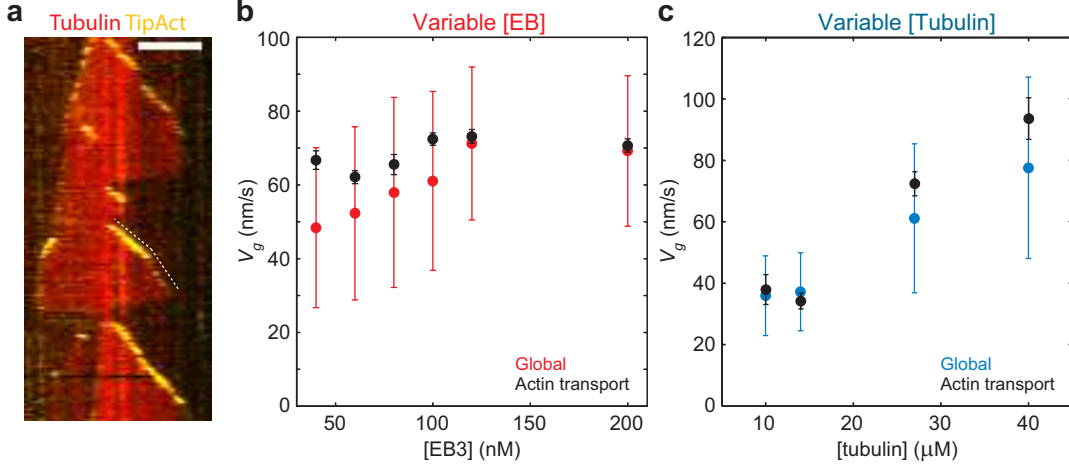 a
Tubulin TipAct
b
Variable [EB]
V_g (nm/s)
100
80
60
40
20
0
50
100
150
200
[EB3] (nM)
Global
Actin transport
c
Variable [Tubulin]
V_g (nm/s)
120
100
80
60
40
20
0
10
20
30
40
[tubulin] (μM)
Global
Actin transport